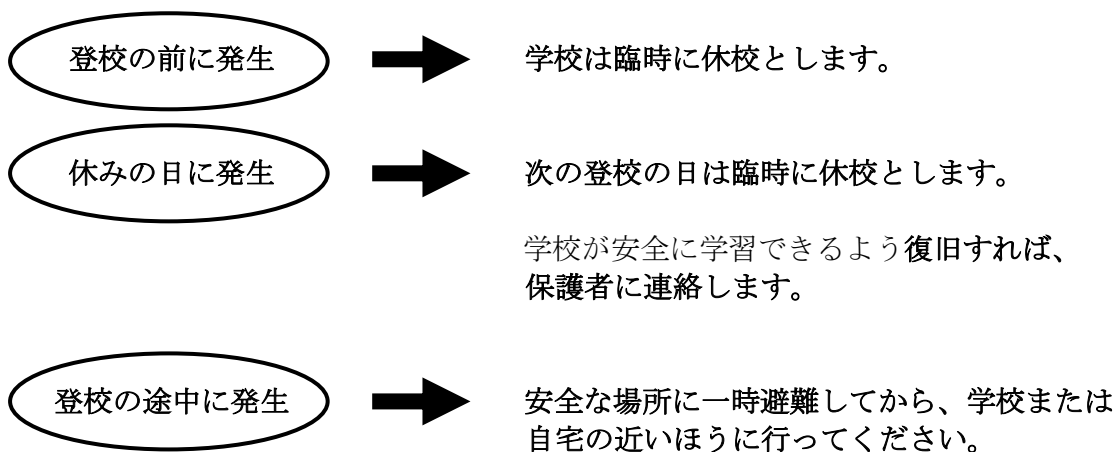 登校の前に発生
学校は臨時に休校とします。
休みの日に発生
次の登校の日は臨時に休校とします。
学校が安全に学習できるよう復旧すれば、
保護者に連絡します。
登校の途中に発生
安全な場所に一時避難してから、学校または
自宅の近いほうに行ってください。